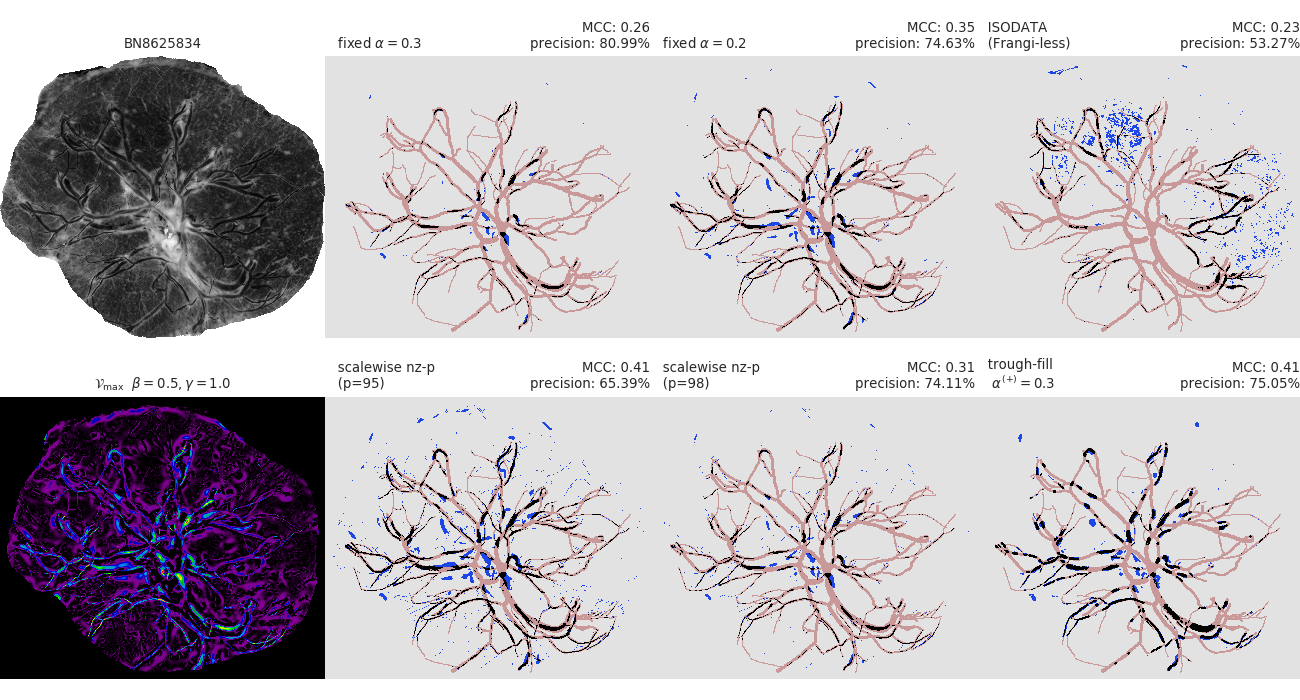 BN8625834
fixed α = 0.3
MCC: 0.26
precision: 80.99%
fixed α = 0.2
MCC: 0.35
precision: 74.63%
ISODATA
(Frangi-less)
MCC: 0.23
precision: 53.27%
𝒱max β = 0.5, γ = 1.0
scalewise nz-p
(p=95)
MCC: 0.41
precision: 65.39%
scalewise nz-p
(p=98)
MCC: 0.31
precision: 74.11%
trough-fill
α(+) = 0.3
MCC: 0.41
precision: 75.05%